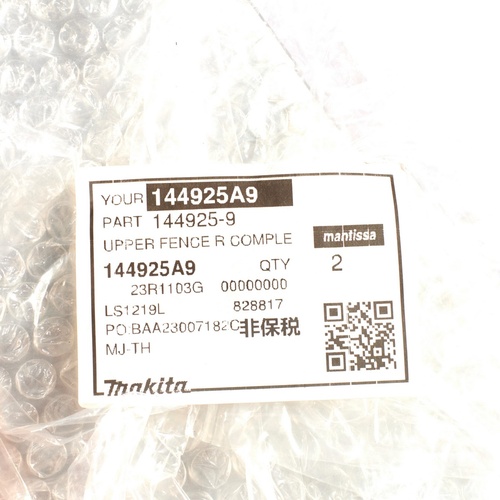 YOUR 144925A9
PART 144925-9
UPPER FENCE R COMPLE
mantissa
144925A9 QTY 2
23R1103G 00000000
LS1219L 828817
PO:BAA23007182C 非保税
MJ-TH
Makita